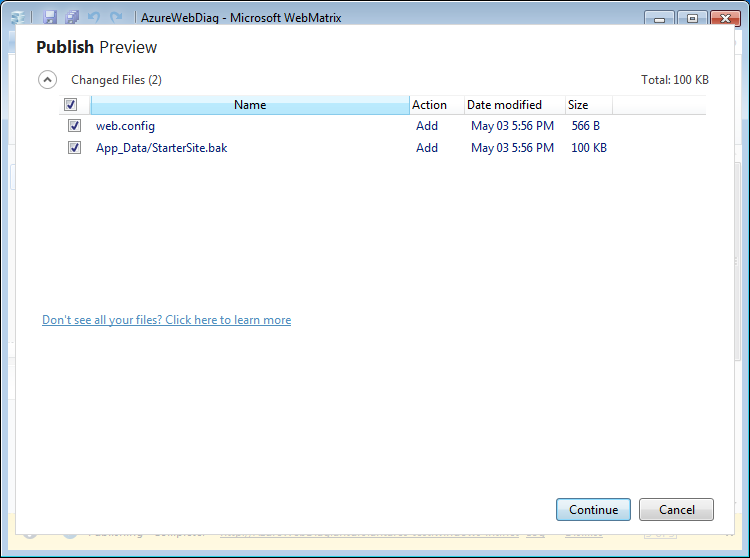 AzureWebDiag - Microsoft WebMatrix
Publish Preview
Changed Files (2) Total: 100 KB
Name Action Date modified Size
web.config Add May 03 5:56 PM 566 B
App_Data/StarterSite.bak Add May 03 5:56 PM 100 KB
Don't see all your files? Click here to learn more
Continue Cancel